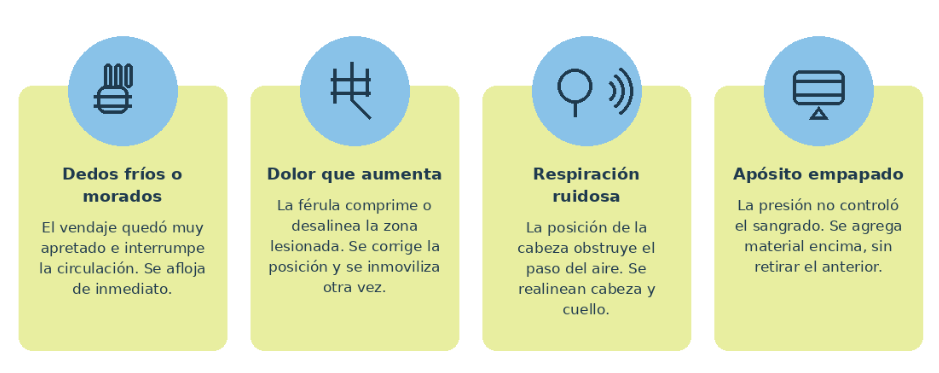 Dedos fríos o
morados
El vendaje quedó muy
apretado e interrumpe
la circulación. Se afloja
de inmediato.
Dolor que aumenta
La férula comprime o
desalinea la zona
lesionada. Se corrige la
posición y se inmoviliza
otra vez.
Respiración
ruidosa
La posición de la
cabeza obstruye el
paso del aire. Se
realinean cabeza y
cuello.
Apósito empapado
La presión no controló
el sangrado. Se agrega
material encima, sin
retirar el anterior.